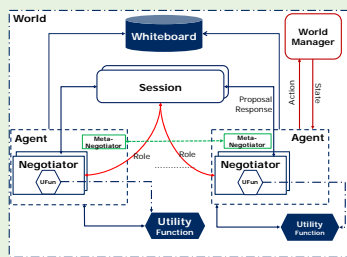 World
Whiteboard
World
Manager
Session
Action
State
Proposal
Response
Agent
Meta-
Negotiator
Meta-
Negotiator
Agent
Role
Role
Negotiator
Negotiator
UFun
UFun
Utility
Function
Utility
Function